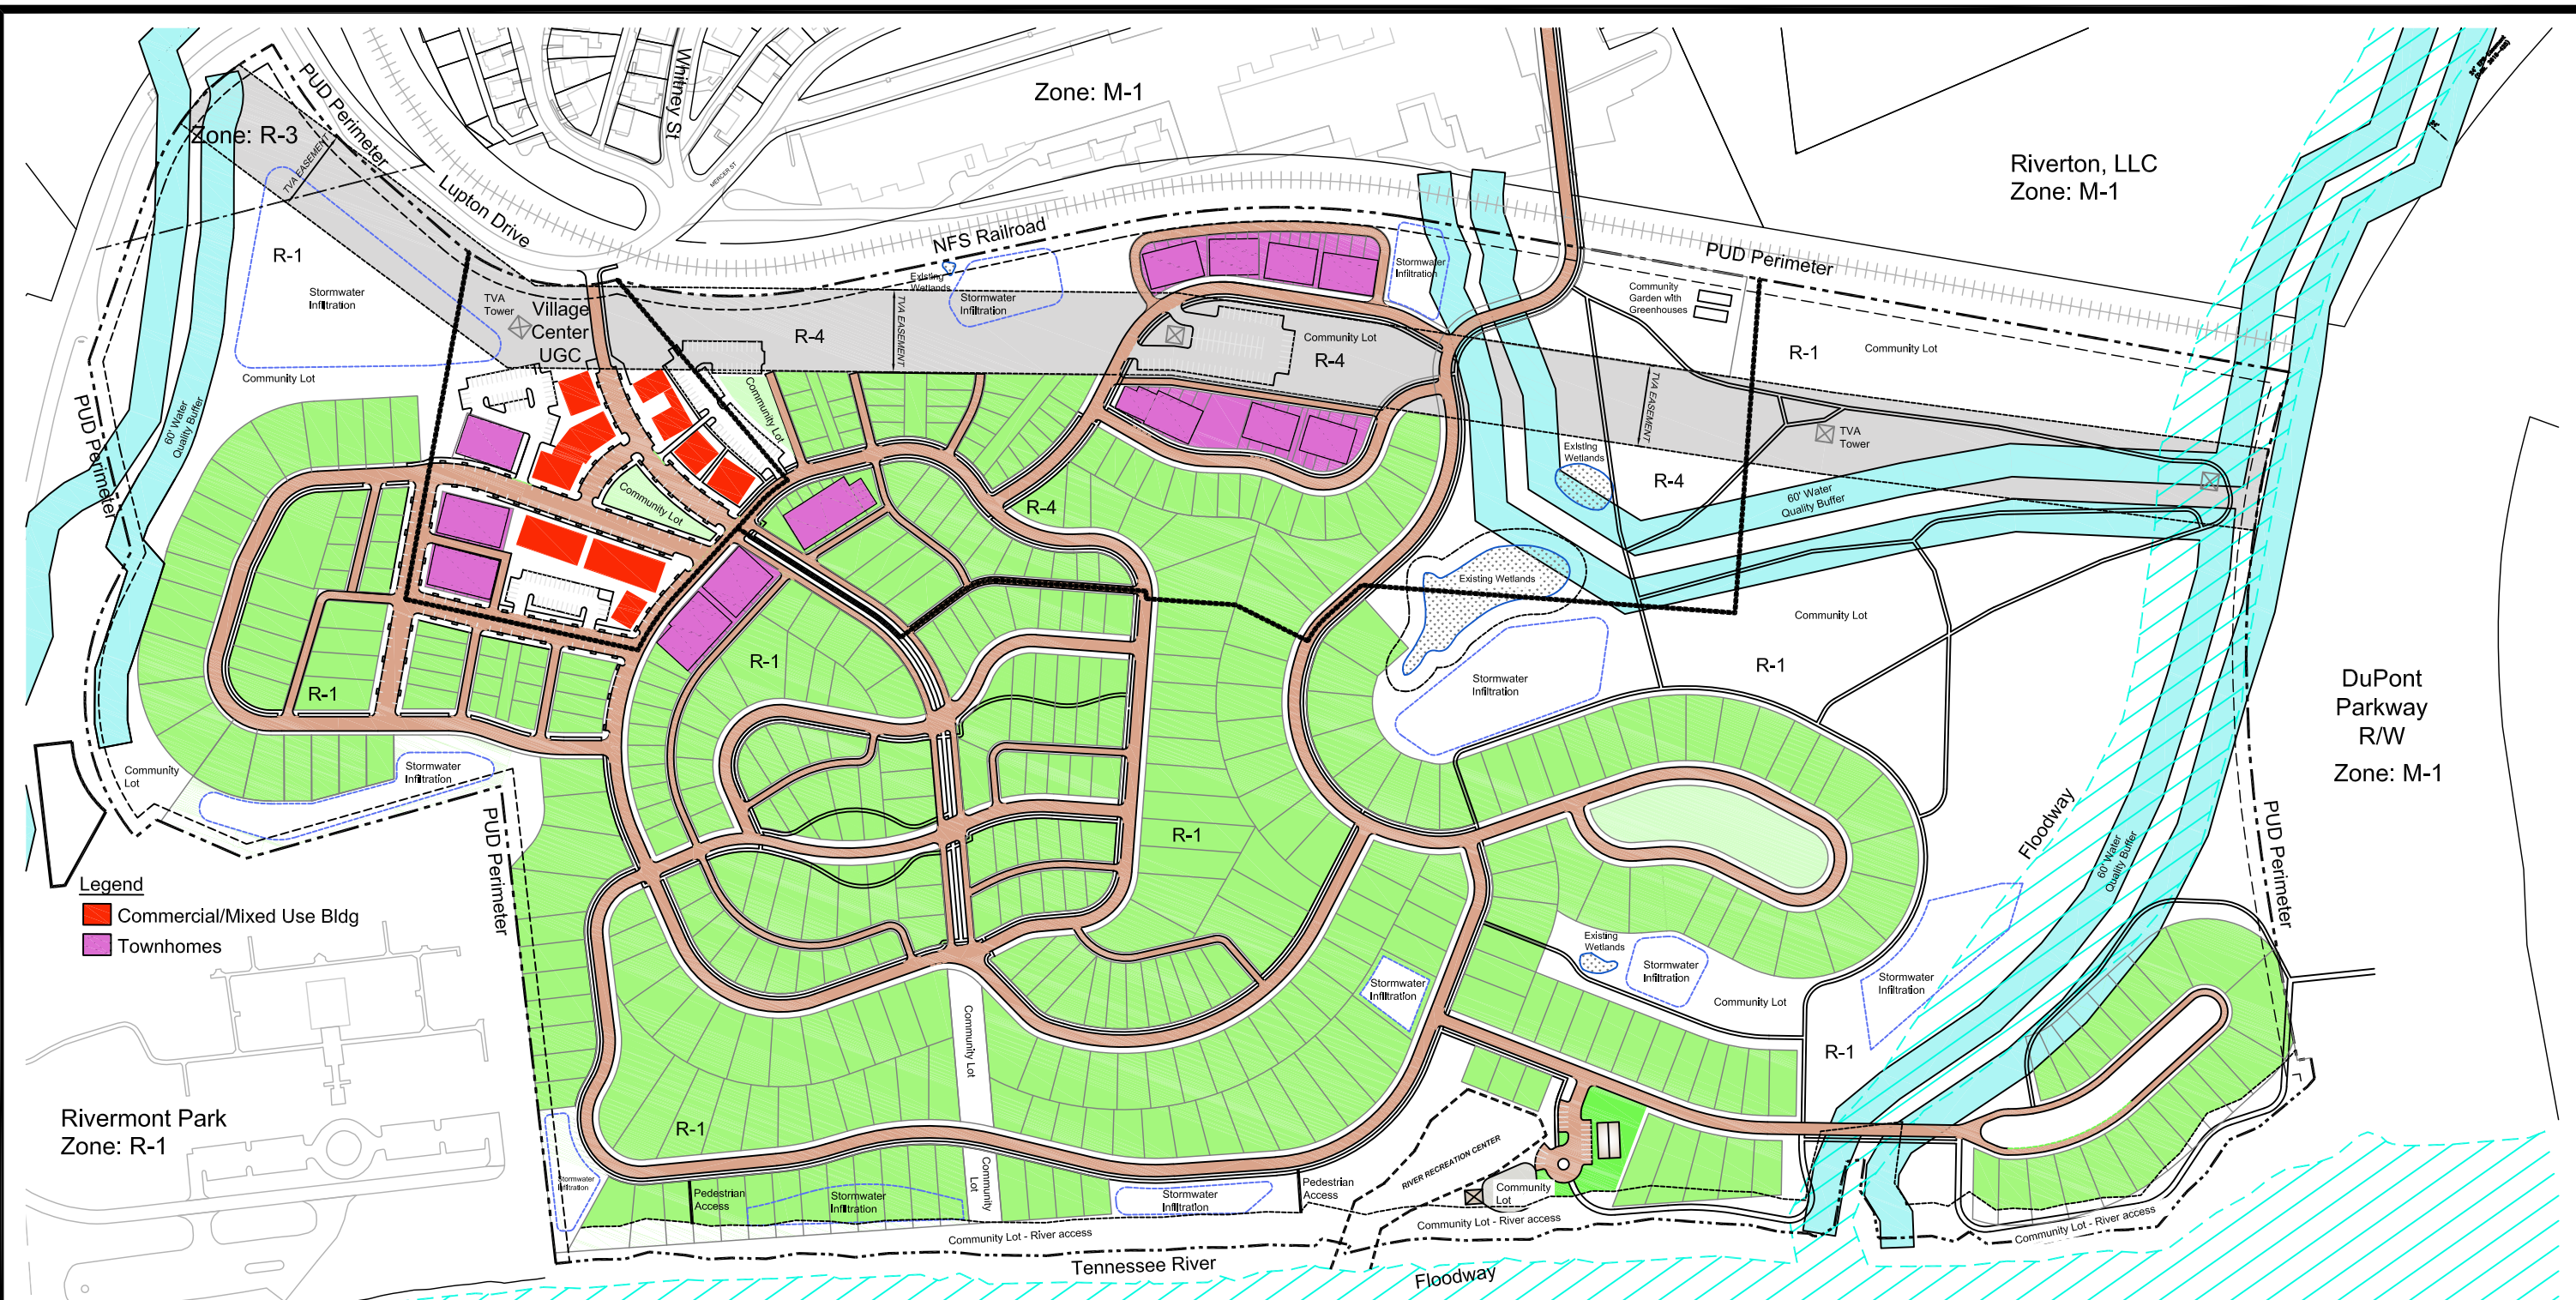 Whitney St
MERCER ST
Zone: M-1
PUD Perimeter
Zone: R-3
TVA EASEMENT
Lupton Drive
Riverton, LLC
Zone: M-1
NFS Railroad
PUD Perimeter
R-1
Stormwater
Infiltration
TVA
Tower
Village
Center
UGC
Existing
Wetlands
Stormwater
Infiltration
TVA EASEMENT
R-4
Stormwater
Infiltration
Community Lot
R-4
Community
Garden with
Greenhouses
R-1
Community Lot
TVA EASEMENT
Community Lot
PUD Perimeter
60' Water
Quality Buffer
Community Lot
Community Lot
TVA
Tower
Existing
Wetlands
R-4
60' Water
Quality Buffer
R-4
Existing Wetlands
Community Lot
R-1
R-1
R-1
Stormwater
Infiltration
DuPont
Parkway
R/W
Zone: M-1
Community
Lot
Stormwater
Infiltration
PUD Perimeter
R-1
Floodway
60' Water
Quality Buffer
PUD Perimeter
Legend
Commercial/Mixed Use Bldg
Townhomes
Existing
Wetlands
Stormwater
Infiltration
Stormwater
Infiltration
Stormwater
Infiltration
Community Lot
Community Lot
R-1
Rivermont Park
Zone: R-1
R-1
RIVER RECREATION CENTER
Stormwater
Infiltration
Pedestrian
Access
Stormwater
Infiltration
Community
Lot
Stormwater
Infiltration
Pedestrian
Access
Community
Lot
Community Lot - River access
Community Lot - River access
Community Lot - River access
Tennessee River
Floodway